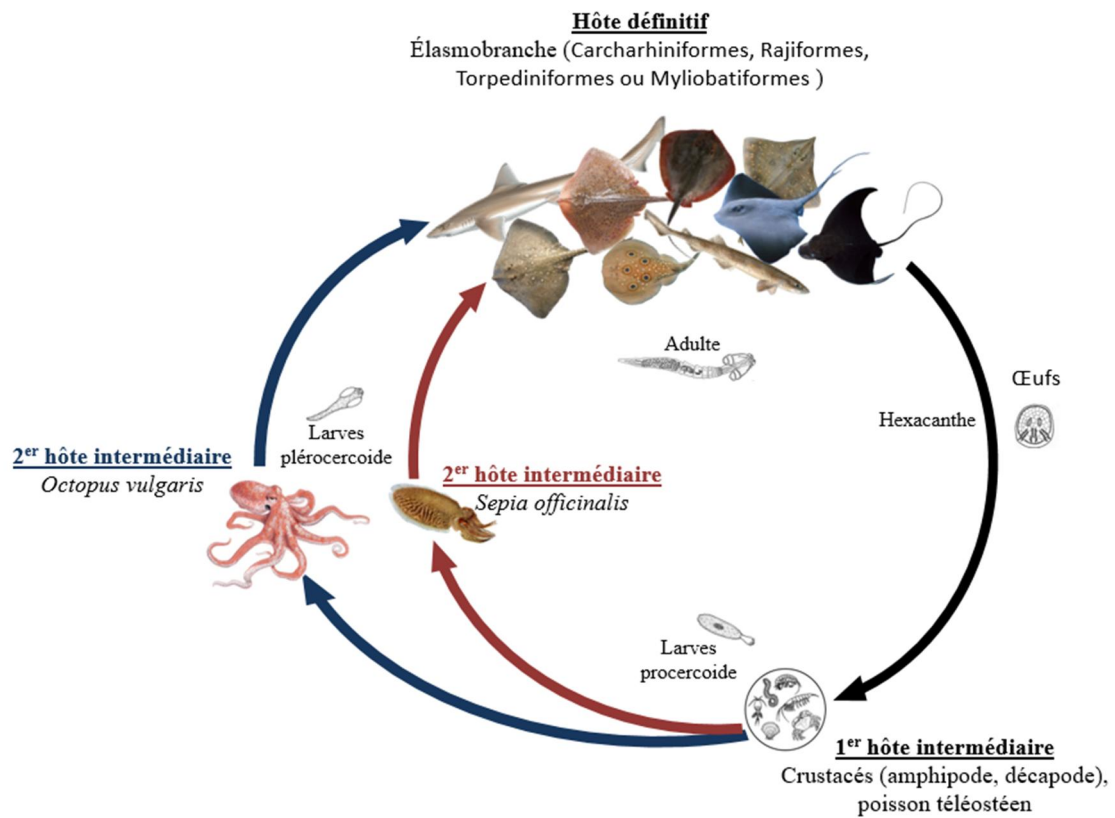 Hôte définitif
Élasmobranche (Carcharhiniformes, Rajiformes,
Torpediniformes ou Myliobatiformes )
Adulte
Œufs
Hexacanthe
Larves
plérocercoide
2er hôte intermédiaire
Octopus vulgaris
2er hôte intermédiaire
Sepia officinalis
Larves
procercoide
1er hôte intermédiaire
Crustacés (amphipode, décapode),
poisson téléostéen